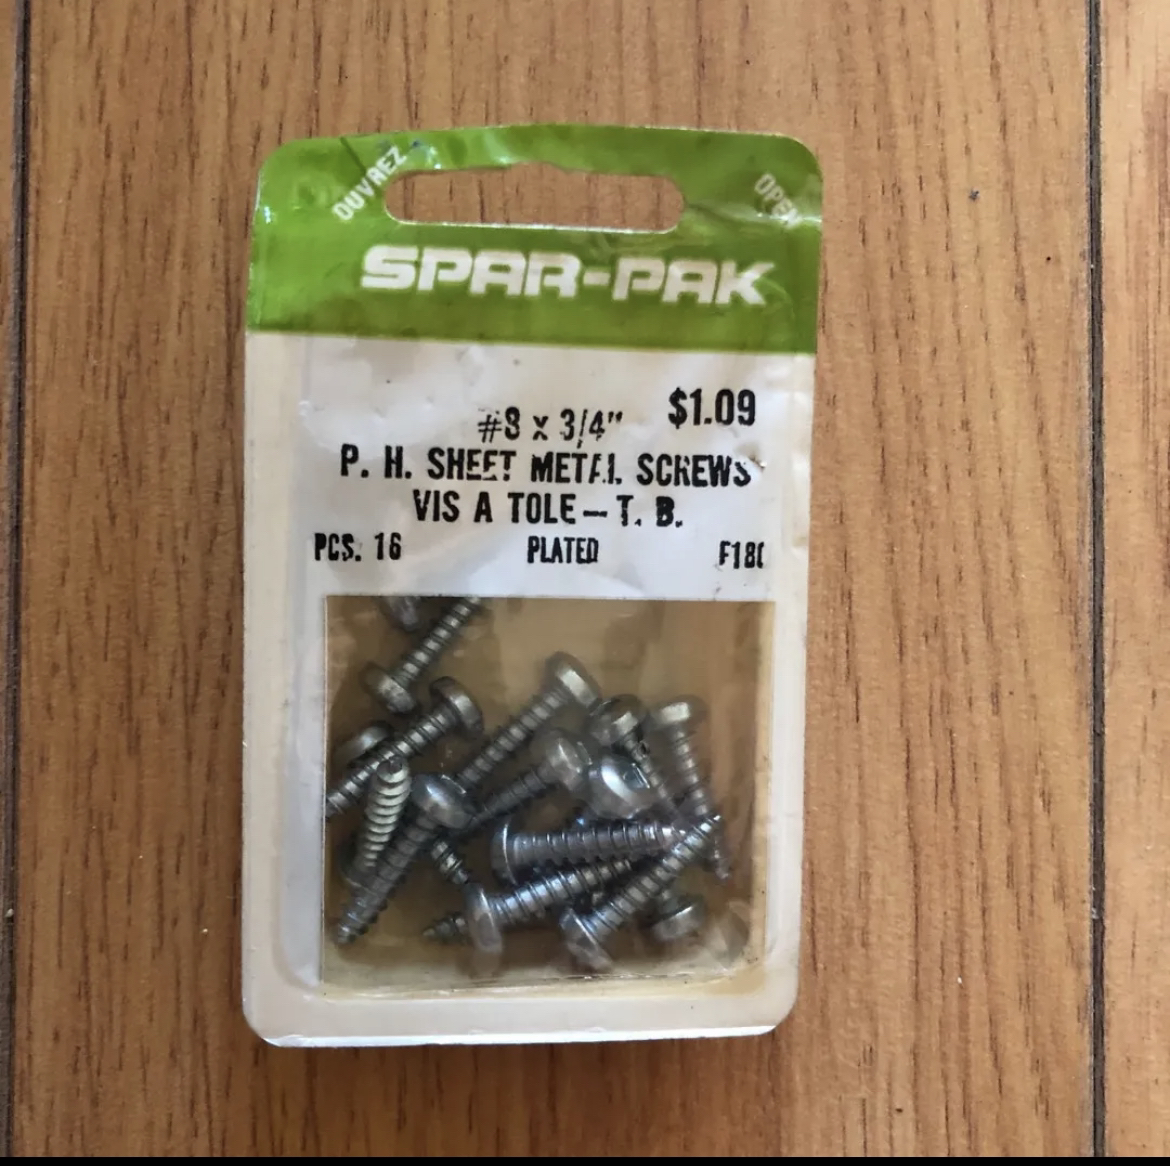 OUVREZ
OPEN
SPAR-PAK
$1.09
#8 x 3/4"
P. H. SHEET METAL SCREWS
VIS A TOLE – T. B.
PCS. 16 PLATED